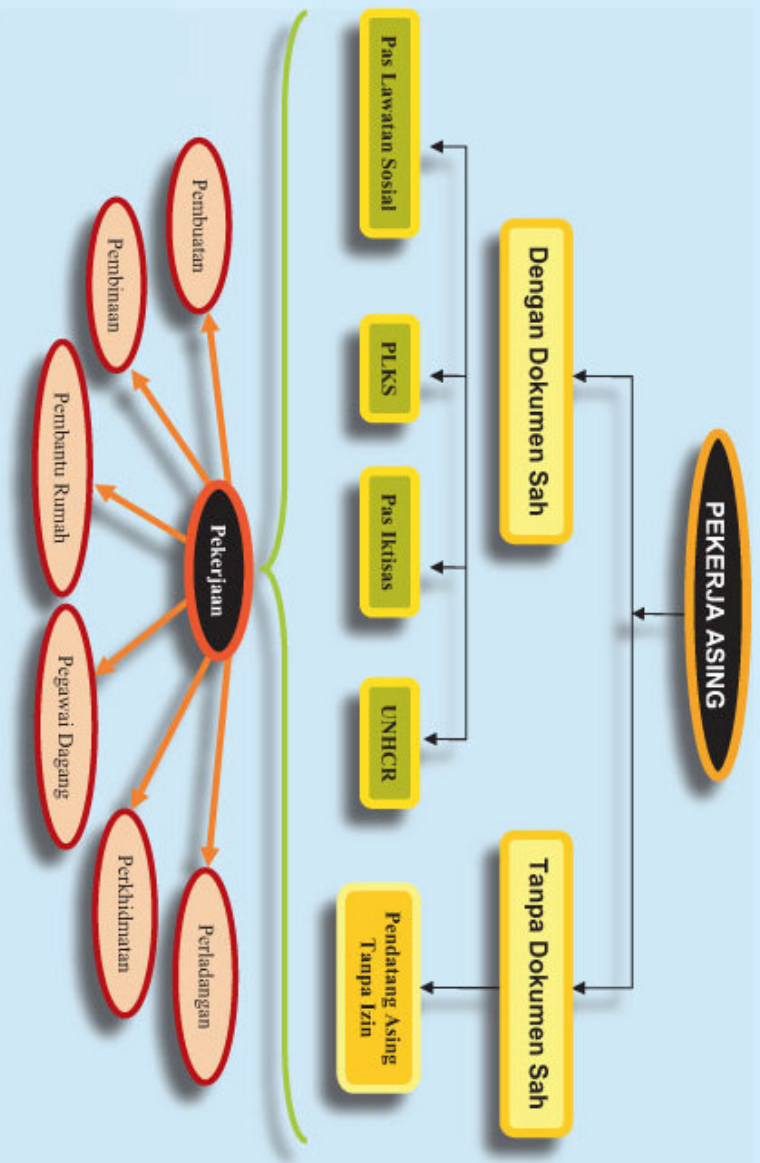 PEKERJA ASING
Dengan Dokumen Sah
Tanpa Dokumen Sah
Pas Lawatan Sosial
PLKS
Pas Iktisas
UNHCR
Pendatang Asing
Tanpa Izin
Pekerjaan
Pembuatan
Pembinaan
Pembantu Rumah
Pegawai Dagang
Perkhidmatan
Perladangan